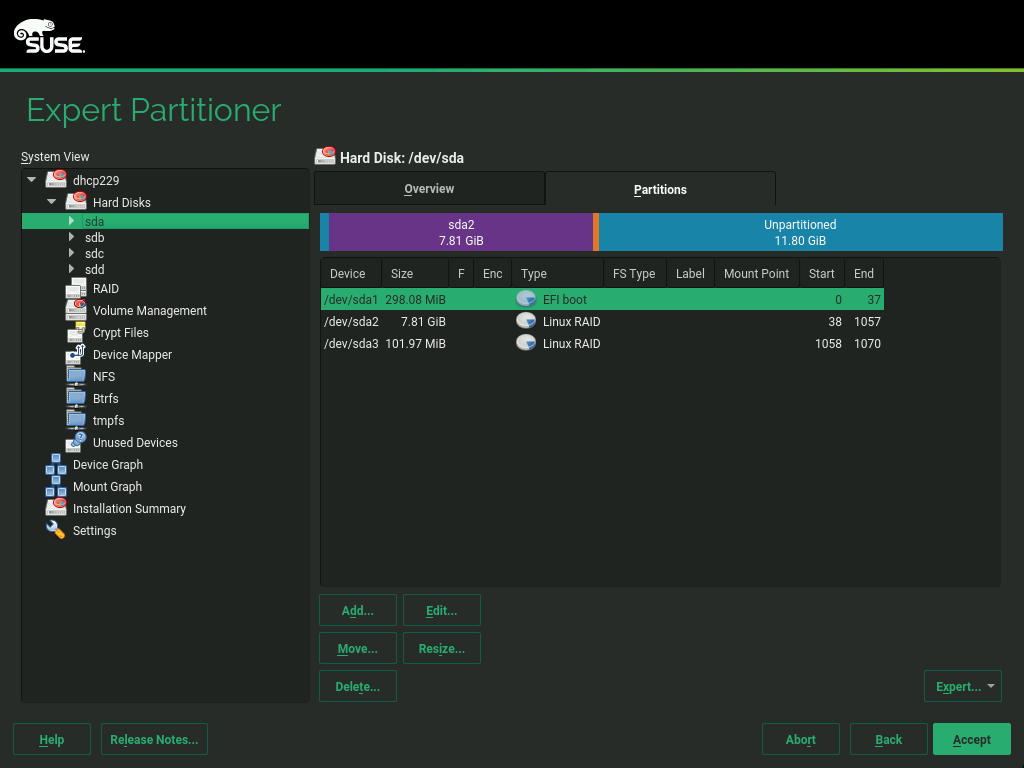 SUSE.
Expert Partitioner
System View
dhcp229
Hard Disks
sda
sdb
sdc
sdd
RAID
Volume Management
Crypt Files
Device Mapper
NFS
Btrfs
tmpfs
Unused Devices
Device Graph
Mount Graph
Installation Summary
Settings
Hard Disk: /dev/sda
Overview Partitions
sda2 Unpartitioned
7.81 GiB 11.80 GiB
Device Size F Enc Type FS Type Label Mount Point Start End
/dev/sda1 298.08 MiB EFI boot 0 37
/dev/sda2 7.81 GiB Linux RAID 38 1057
/dev/sda3 101.97 MiB Linux RAID 1058 1070
Add... Edit...
Move... Resize...
Delete... Expert...
Help Release Notes... Abort Back Accept